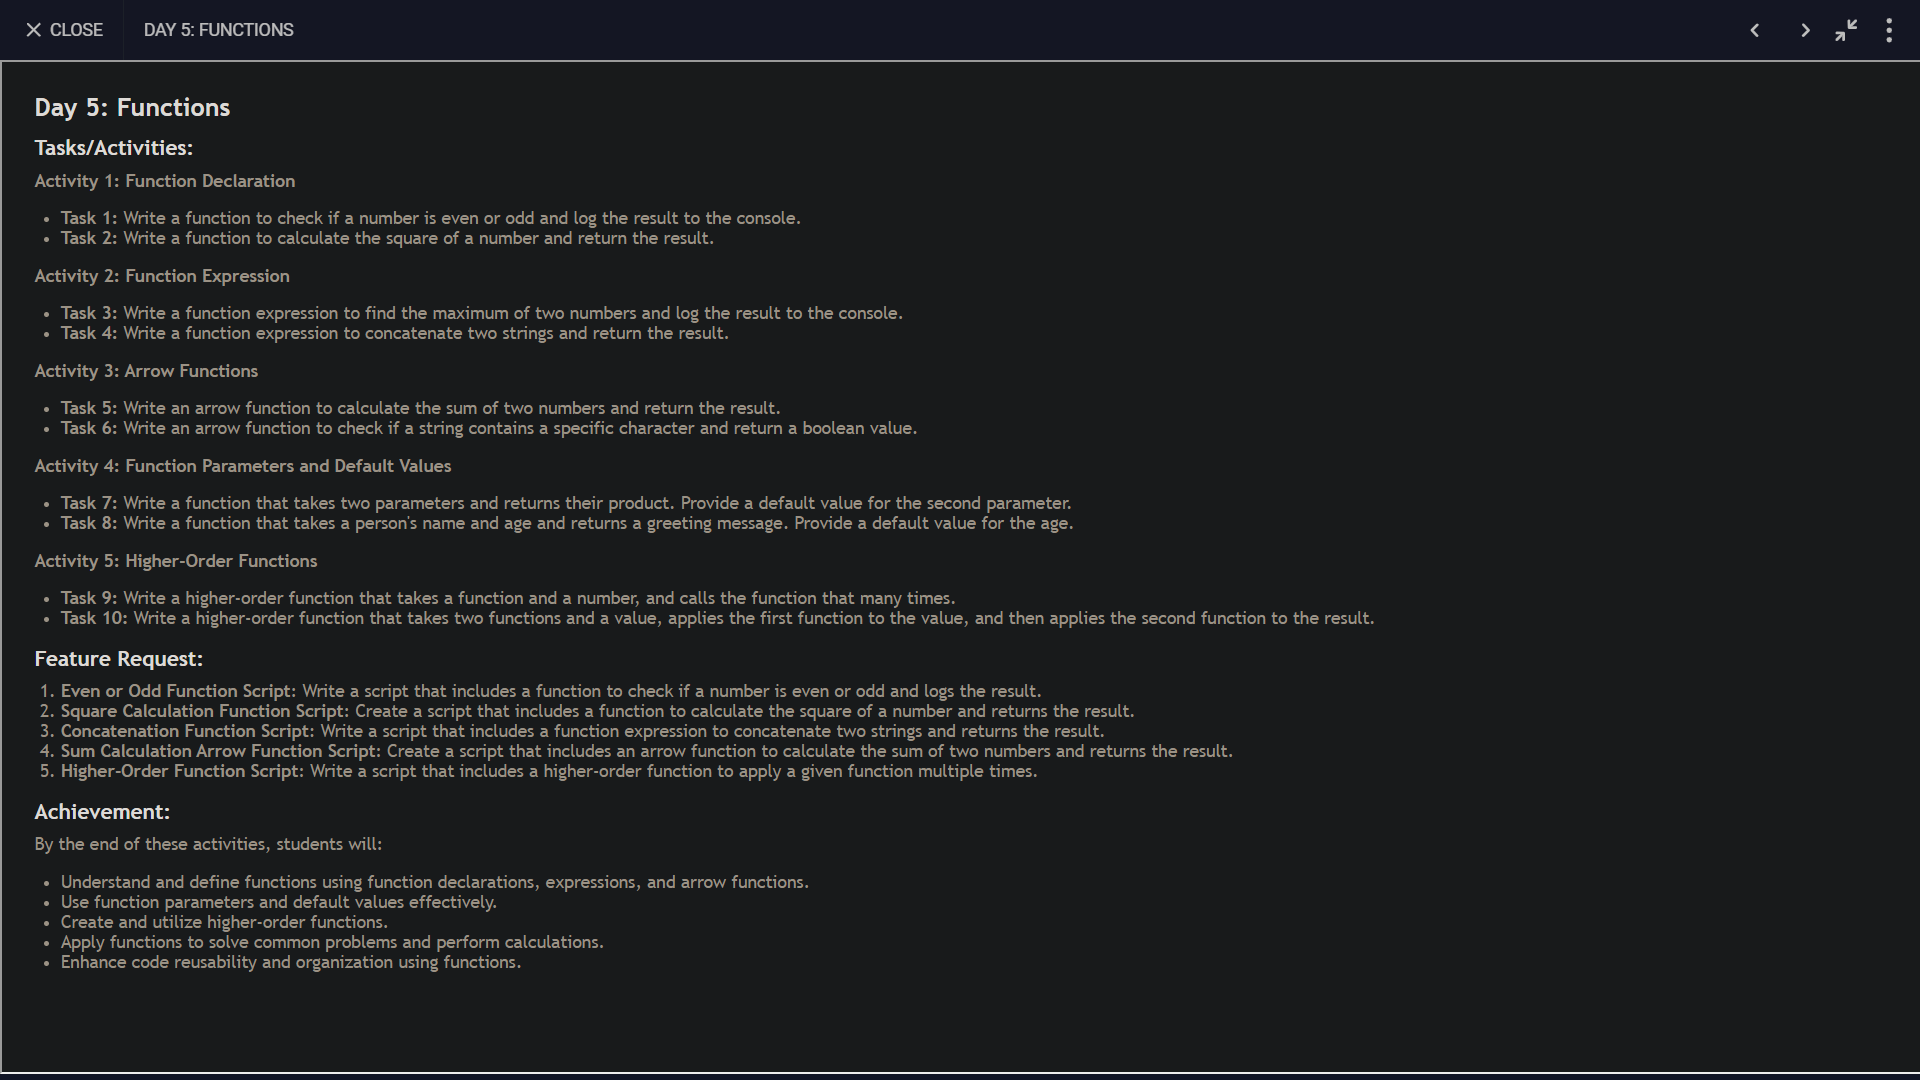 CLOSE
DAY 5: FUNCTIONS
Day 5: Functions
Tasks/Activities:
Activity 1: Function Declaration
• Task 1: Write a function to check if a number is even or odd and log the result to the console.
• Task 2: Write a function to calculate the square of a number and return the result.
Activity 2: Function Expression
• Task 3: Write a function expression to find the maximum of two numbers and log the result to the console.
• Task 4: Write a function expression to concatenate two strings and return the result.
Activity 3: Arrow Functions
• Task 5: Write an arrow function to calculate the sum of two numbers and return the result.
• Task 6: Write an arrow function to check if a string contains a specific character and return a boolean value.
Activity 4: Function Parameters and Default Values
• Task 7: Write a function that takes two parameters and returns their product. Provide a default value for the second parameter.
• Task 8: Write a function that takes a person's name and age and returns a greeting message. Provide a default value for the age.
Activity 5: Higher-Order Functions
• Task 9: Write a higher-order function that takes a function and a number, and calls the function that many times.
• Task 10: Write a higher-order function that takes two functions and a value, applies the first function to the value, and then applies the second function to the result.
Feature Request:
1. Even or Odd Function Script: Write a script that includes a function to check if a number is even or odd and logs the result.
2. Square Calculation Function Script: Create a script that includes a function to calculate the square of a number and returns the result.
3. Concatenation Function Script: Write a script that includes a function expression to concatenate two strings and returns the result.
4. Sum Calculation Arrow Function Script: Create a script that includes an arrow function to calculate the sum of two numbers and returns the result.
5. Higher-Order Function Script: Write a script that includes a higher-order function to apply a given function multiple times.
Achievement:
By the end of these activities, students will:
• Understand and define functions using function declarations, expressions, and arrow functions.
• Use function parameters and default values effectively.
• Create and utilize higher-order functions.
• Apply functions to solve common problems and perform calculations.
• Enhance code reusability and organization using functions.